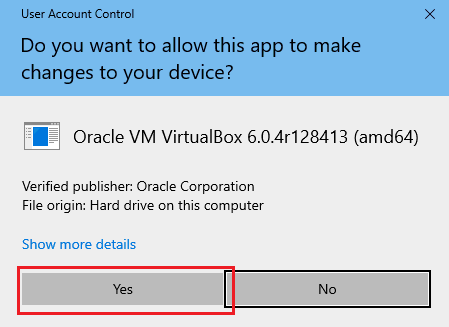 User Account Control
Do you want to allow this app to make
changes to your device?
Oracle VM VirtualBox 6.0.4r128413 (amd64)
Verified publisher: Oracle Corporation
File origin: Hard drive on this computer
Show more details
Yes
No